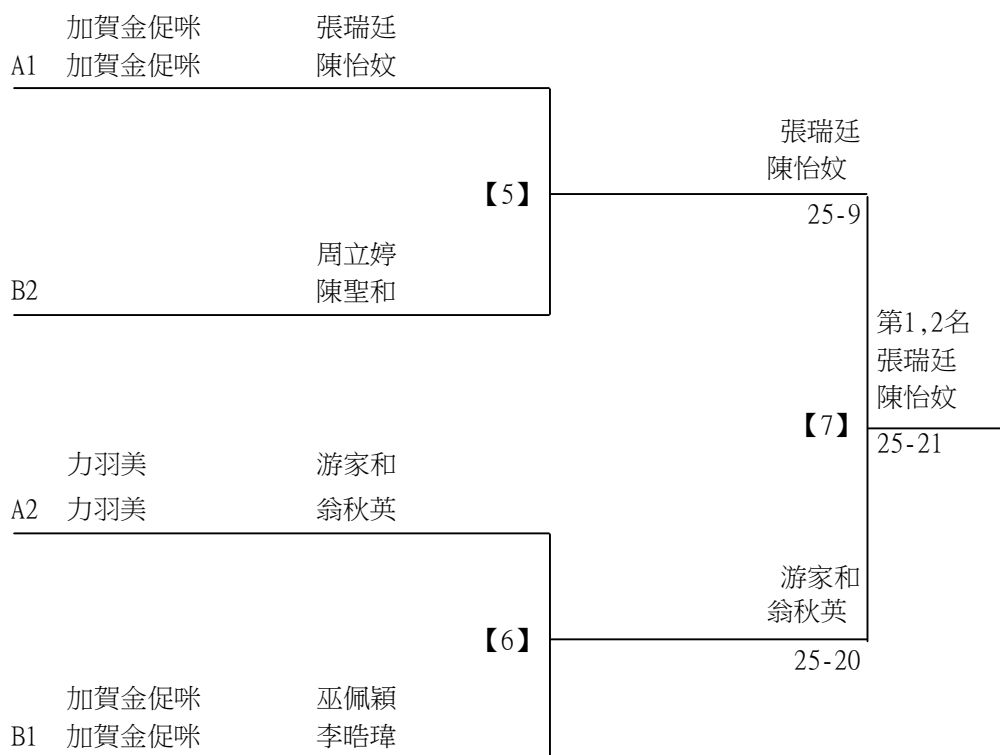 加賀金促咪 張瑞廷
A1 加賀金促咪 陳怡妏
張瑞廷
陳怡妏
【5】
25-9
周立婷
B2 陳聖和
第1,2名
張瑞廷
陳怡妏
【7】
25-21
力羽美 游家和
A2 力羽美 翁秋英
游家和
翁秋英
【6】
25-20
加賀金促咪 巫佩穎
B1 加賀金促咪 李晧瑋